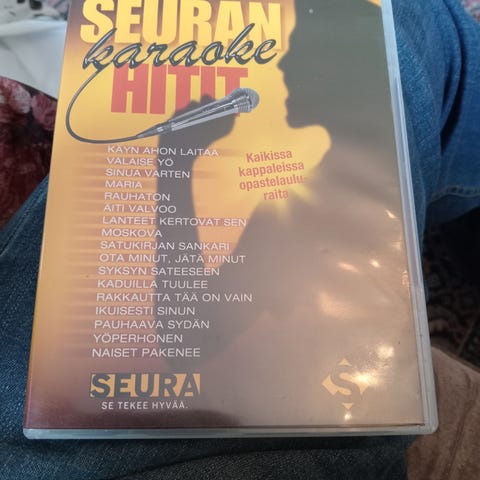 SEURAN
karaoke
HITIT
KÄYN AHON LAITAA
VALAISE YÖ
SINUA VARTEN
MARIA
RAUHATON
ÄITI VALVOO
LANTEET KERTOVAT SEN
MOSKOVA
SATUKIRJAN SANKARI
OTA MINUT, JÄTÄ MINUT
SYKSYN SATEESEEN
KADUILLA TUULEE
RAKKAUTTA TÄÄ ON VAIN
IKUISESTI SINUN
PAUHAAVA SYDÄN
YÖPERHONEN
NAISET PAKENEE
Kaikissa
kappaleissa
opastelaulu-
raita
SEURA
SE TEKEE HYVÄÄ.
S